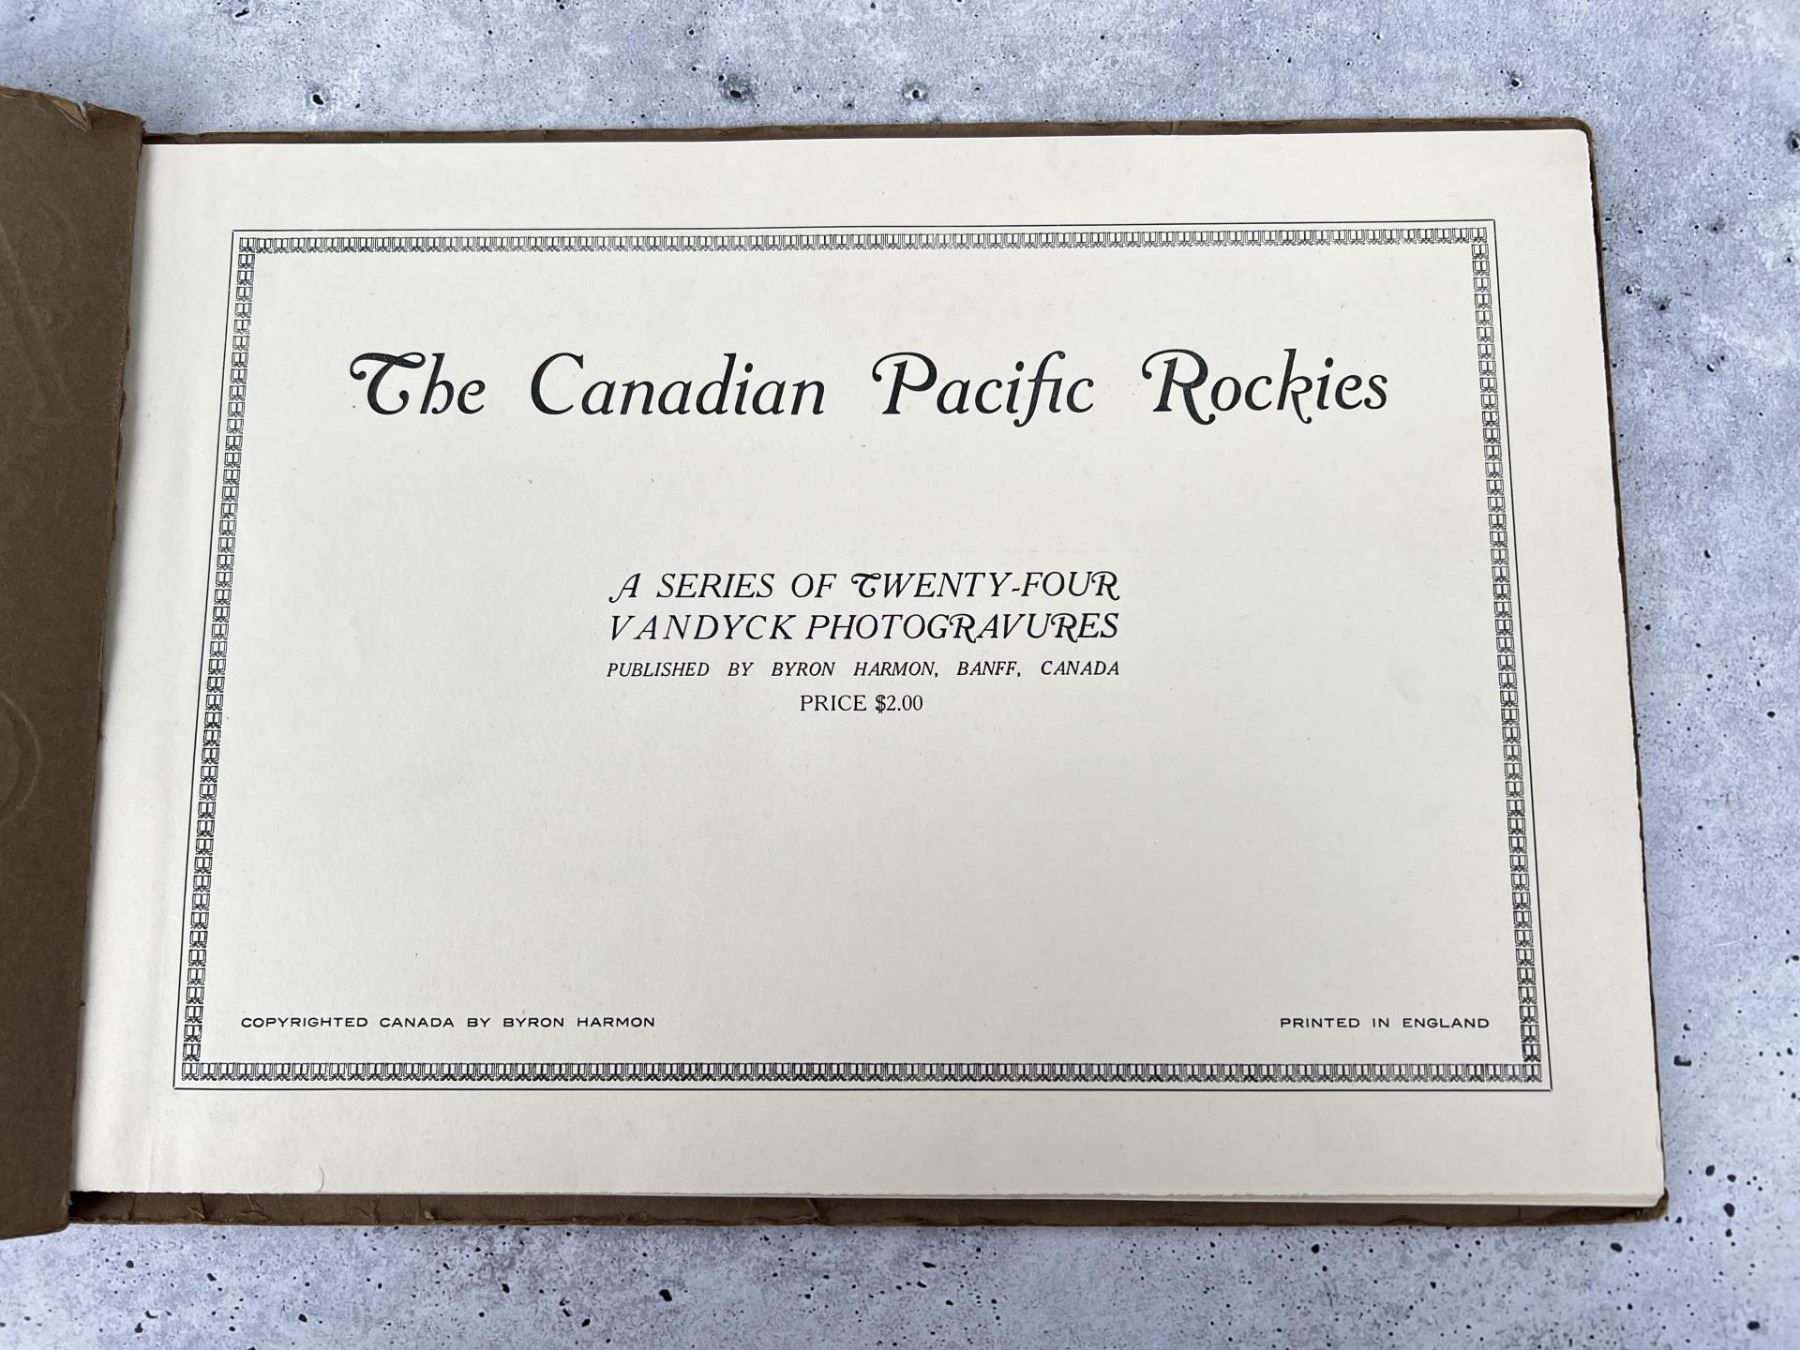 The Canadian Pacific Rockies
A SERIES OF TWENTY-FOUR
VANDYCK PHOTOGRAVURES
PUBLISHED BY BYRON HARMON, BANFF, CANADA
PRICE $2.00
COPYRIGHTED CANADA BY BYRON HARMON
PRINTED IN ENGLAND